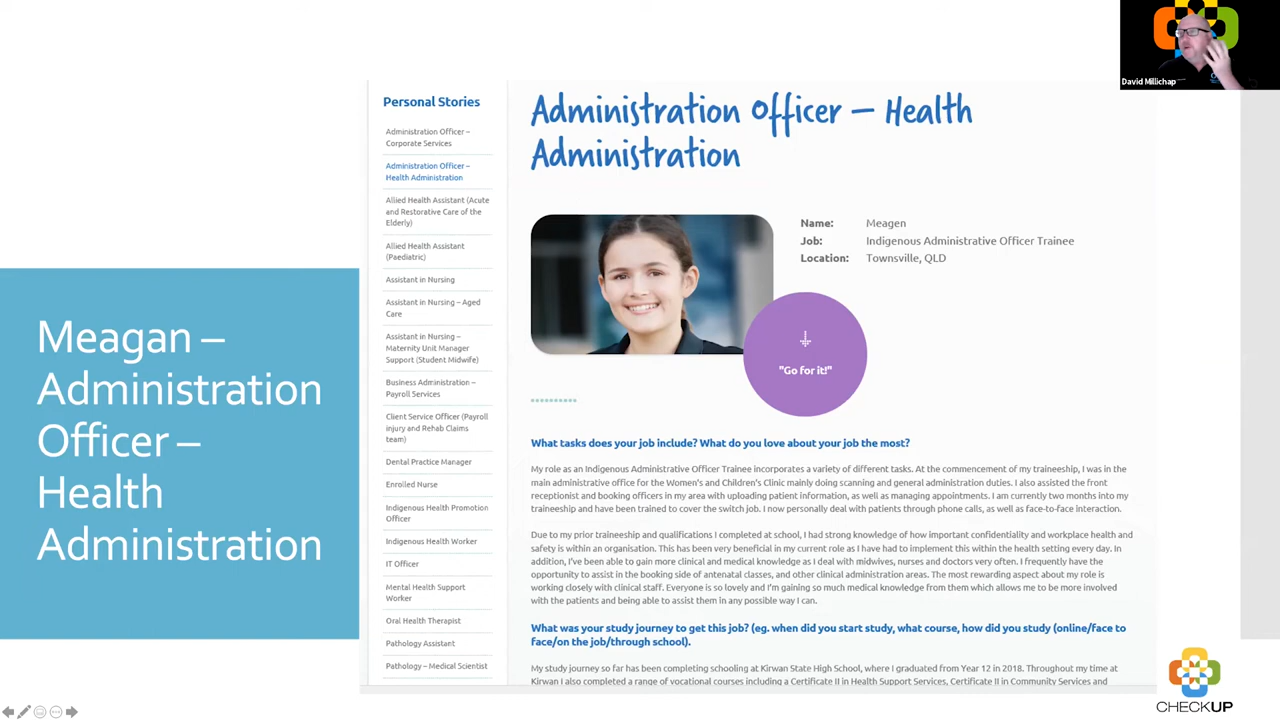 David Millichap
Meagan –
Administration
Officer –
Health
Administration
Personal Stories
Administration Officer –
Corporate Services
Administration Officer –
Health Administration
Allied Health Assistant (Acute
and Restorative Care of the
Elderly)
Allied Health Assistant
(Paediatric)
Assistant in Nursing
Assistant in Nursing – Aged
Care
Assistant in Nursing –
Maternity Unit Manager
Support (Student Midwife)
Business Administration –
Payroll Services
Client Service Officer (Payroll
injury and Rehab Claims
team)
Dental Practice Manager
Enrolled Nurse
Indigenous Health Promotion
Officer
Indigenous Health Worker
IT Officer
Mental Health Support
Worker
Oral Health Therapist
Pathology Assistant
Pathology – Medical Scientist
Administration Officer – Health
Administration
Name: Meagen
Job: Indigenous Administrative Officer Trainee
Location: Townsville, QLD
"Go for it!"
What tasks does your job include? What do you love about your job the most?
My role as an Indigenous Administrative Officer Trainee incorporates a variety of different tasks. At the commencement of my traineeship, I was in the
main administrative office for the Women's and Children's Clinic mainly doing scanning and general administration duties. I also assisted the front
receptionist and booking officers in my area with uploading patient information, as well as managing appointments. I am currently two months into my
traineeship and have been trained to cover the switch job. I now personally deal with patients through phone calls, as well as face-to-face interaction.
Due to my prior traineeship and qualifications I completed at school, I had strong knowledge of how important confidentiality and workplace health and
safety is within an organisation. This has been very beneficial in my current role as I have had to implement this within the health setting every day. In
addition, I've been able to gain more clinical and medical knowledge as I deal with midwives, nurses and doctors very often. I frequently have the
opportunity to assist in the booking side of antenatal classes, and other clinical administration areas. The most rewarding aspect about my role is
working closely with clinical staff. Everyone is so lovely and I'm gaining so much medical knowledge from them which allows me to be more involved
with the patients and being able to assist them in any possible way I can.
What was your study journey to get this job? (eg. when did you start study, what course, how did you study (online/face to
face/on the job/through school).
My study journey so far has been completing schooling at Kirwan State High School, where I graduated from Year 12 in 2018. Throughout my time at
Kirwan I also completed a range of vocational courses including a Certificate II in Health Support Services, Certificate II in Community Services and
CHECKUP